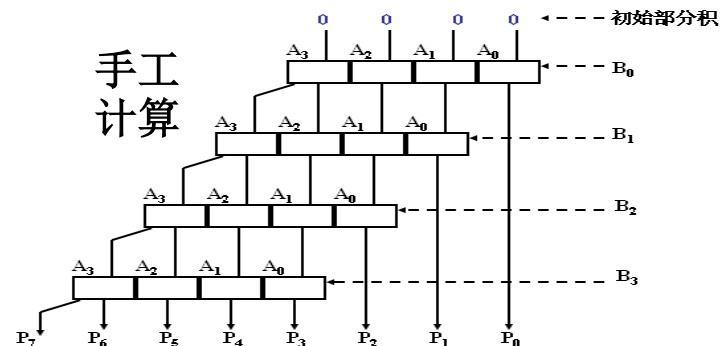 0 0 0 0 初始部分积
手工
计算
A₃ A₂ A₁ A₀
B₀
A₃ A₂ A₁ A₀
B₁
A₃ A₂ A₁ A₀
B₂
A₃ A₂ A₁ A₀
B₃
P₇ P₆ P₅ P₄ P₃ P₂ P₁ P₀